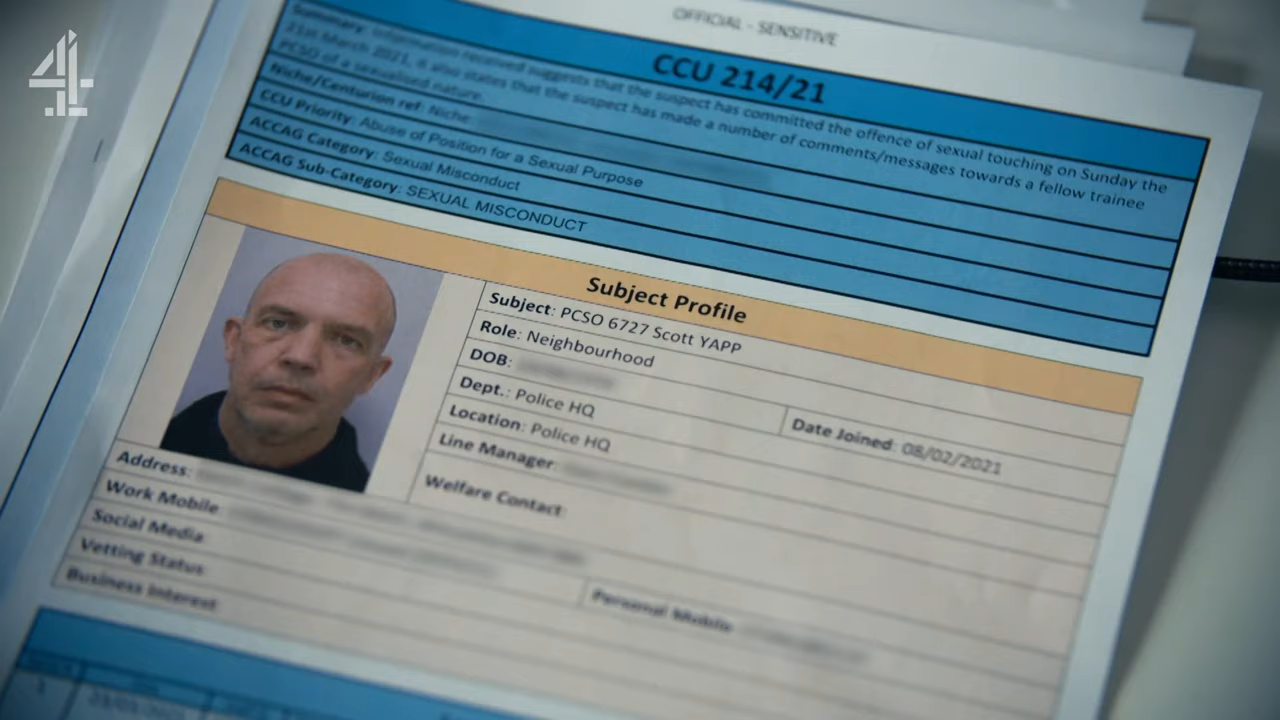 4
OFFICIAL - SENSITIVE
CCU 214/21
Summary: Information received suggests that the suspect has committed the offence of sexual touching on Sunday the
21st March 2021, it also states that the suspect has made a number of comments/messages towards a fellow trainee
PCSO of a sexualised nature.
Niche/Centurion ref: Niche:
CCU Priority: Abuse of Position for a Sexual Purpose
ACCAG Category: Sexual Misconduct
ACCAG Sub-Category: SEXUAL MISCONDUCT
Subject Profile
Subject: PCSO 6727 Scott YAPP
Role: Neighbourhood
DOB:
Dept.: Police HQ
Date Joined: 08/02/2021
Location: Police HQ
Line Manager:
Welfare Contact:
Address:
Work Mobile
Personal Mobile
Social Media
Vetting Status
Business Interest
1